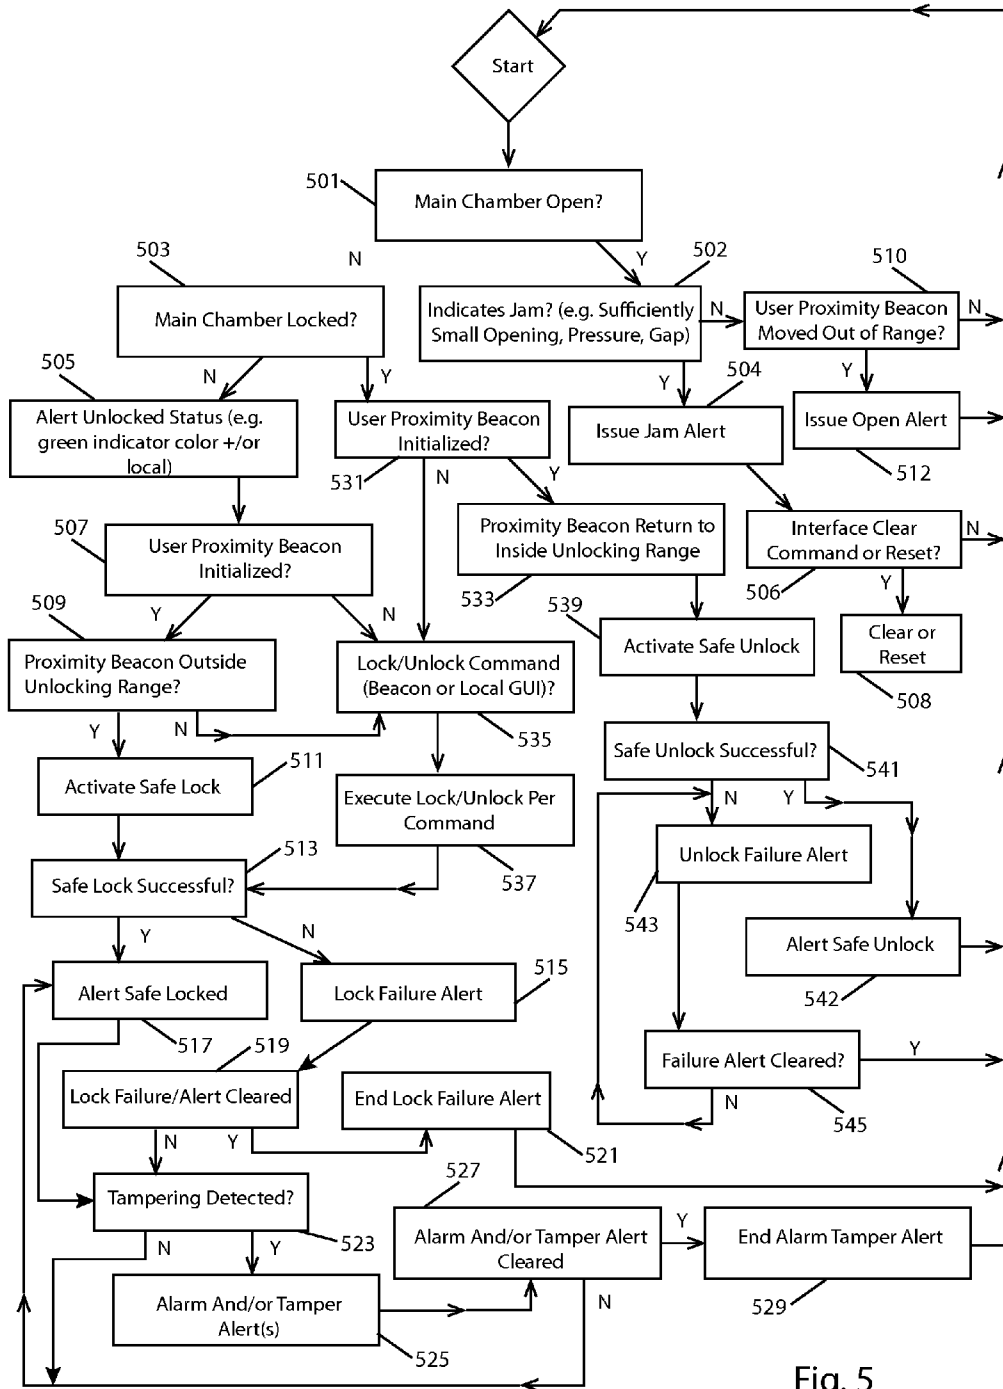 Start
501
Main Chamber Open?
503
N
Y
502
510
Main Chamber Locked?
Indicates Jam? (e.g. Sufficiently
Small Opening, Pressure, Gap)
N
User Proximity Beacon
Moved Out of Range?
N
505
N
Y
Y
504
Y
Alert Unlocked Status (e.g.
green indicator color +/or
local)
User Proximity Beacon
Initialized?
Issue Jam Alert
Issue Open Alert
531
N
Y
512
507
User Proximity Beacon
Initialized?
Proximity Beacon Return to
Inside Unlocking Range
Interface Clear
Command or Reset?
N
533
506
Y
509
Y
N
539
Proximity Beacon Outside
Unlocking Range?
Lock/Unlock Command
(Beacon or Local GUI)?
Activate Safe Unlock
Clear or
Reset
508
Y
N
535
511
Safe Unlock Successful?
541
Activate Safe Lock
Execute Lock/Unlock Per
Command
N
Y
513
537
Unlock Failure Alert
Safe Lock Successful?
543
Y
N
Alert Safe Unlock
515
542
Alert Safe Locked
Lock Failure Alert
517
519
Failure Alert Cleared?
Y
Lock Failure/Alert Cleared
End Lock Failure Alert
N
545
N
Y
521
527
Tampering Detected?
523
Alarm And/or Tamper Alert
Cleared
Y
End Alarm Tamper Alert
N
Y
N
529
Alarm And/or Tamper
Alert(s)
525
Fig. 5